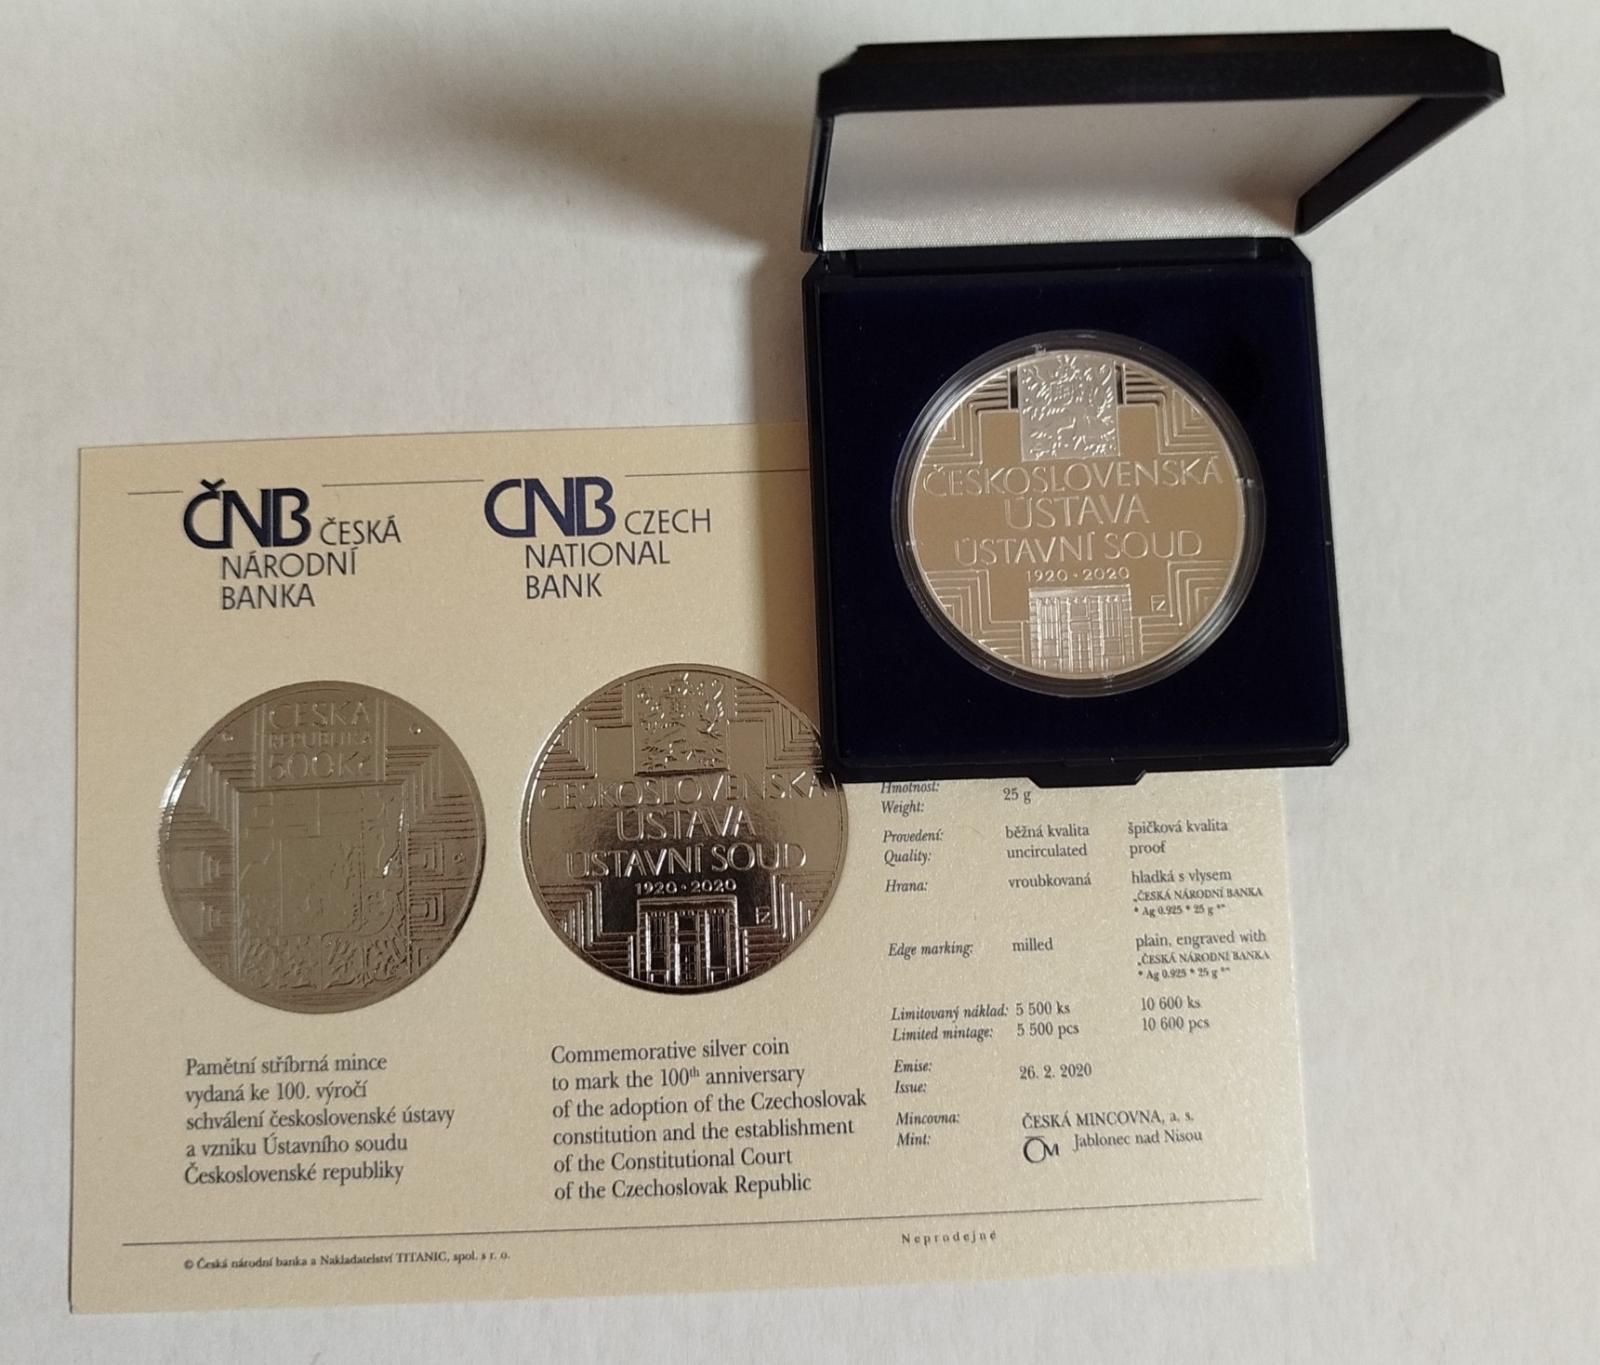 ČESKOSLOVENSKÁ
ÚSTAVA
ÚSTAVNÍ SOUD
1920 · 2020
ČNB ČESKÁ
NÁRODNÍ
BANKA
CNB CZECH
NATIONAL
BANK
ČESKÁ
REPUBLIKA
500 Kč
ČESKOSLOVENSKÁ
ÚSTAVA
ÚSTAVNÍ SOUD
1920 · 2020
Pamětní stříbrná mince
vydaná ke 100. výročí
schválení československé ústavy
a vzniku Ústavního soudu
Československé republiky
Commemorative silver coin
to mark the 100th anniversary
of the adoption of the Czechoslovak
constitution and the establishment
of the Constitutional Court
of the Czechoslovak Republic
Hmotnost:
Weight: 25 g
Provedení: běžná kvalita špičková kvalita
Quality: uncirculated proof
Hrana: vroubkovaná hladká s vlysem
„ČESKÁ NÁRODNÍ BANKA
* Ag 0.925 * 25 g *“
Edge marking: milled plain, engraved with
„ČESKÁ NÁRODNÍ BANKA
* Ag 0.925 * 25 g *“
Limitovaný náklad: 5 500 ks 10 600 ks
Limited mintage: 5 500 pcs 10 600 pcs
Emise: 26. 2. 2020
Issue:
Mincovna: ČESKÁ MINCOVNA, a. s.
Mint: ČM Jablonec nad Nisou
Neprodejné
© Česká národní banka a Nakladatelství TITANIC, spol. s r. o.